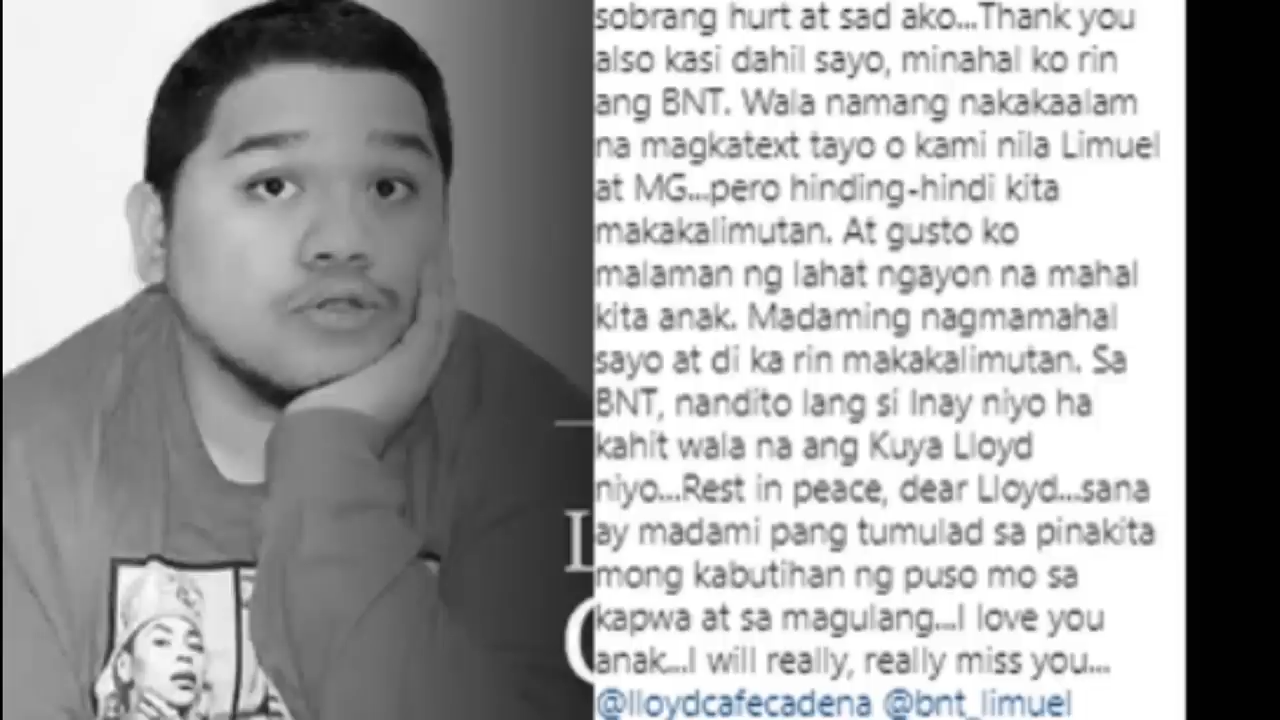 sobrang hurt at sad ako...Thank you
also kasi dahil sayo, minahal ko rin
ang BNT. Wala namang nakakaalam
na magkatext tayo o kami nila Limuel
at MG...pero hinding-hindi kita
makakalimutan. At gusto ko
malaman ng lahat ngayon na mahal
kita anak. Madaming nagmamahal
sayo at di ka rin makakalimutan. Sa
BNT, nandito lang si Inay niyo ha
kahit wala na ang Kuya Lloyd
niyo...Rest in peace, dear Lloyd...sana
ay madami pang tumulad sa pinakita
mong kabutihan ng puso mo sa
kapwa at sa magulang...I love you
anak...I will really, really miss you...
@lloydcafecadena @bnt_limuel